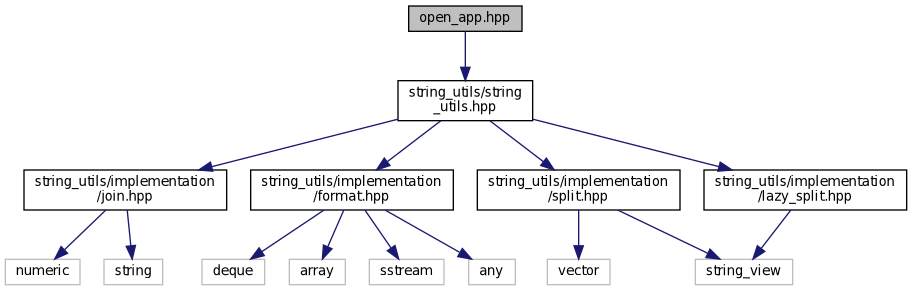 open_app.hpp
string_utils/string
_utils.hpp
string_utils/implementation
/join.hpp
string_utils/implementation
/format.hpp
string_utils/implementation
/split.hpp
string_utils/implementation
/lazy_split.hpp
numeric
string
deque
array
sstream
any
vector
string_view